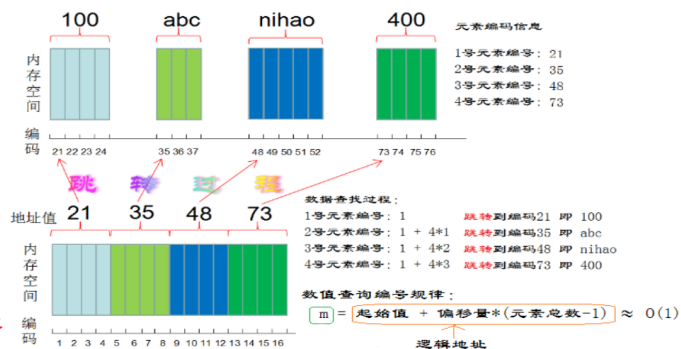 100 abc nihao 400
元素编码信息
1号元素编号: 21
2号元素编号: 35
3号元素编号: 48
4号元素编号: 73
内存空间
编码
21 22 23 24 35 36 37 48 49 50 51 52 73 74 75 76
跳 转 过 程
地址值 21 35 48 73
数据查找过程:
1号元素编号: 1 跳转到编码21 即 100
2号元素编号: 1 + 4*1 跳转到编码35 即 abc
3号元素编号: 1 + 4*2 跳转到编码48 即 nihao
4号元素编号: 1 + 4*3 跳转到编码73 即 400
内存空间
数值查询编号规律:
m = 起始值 + 偏移量*(元素总数-1) ≈ O(1)
编码
1 2 3 4 5 6 7 8 9 10 11 12 13 14 15 16
逻辑地址